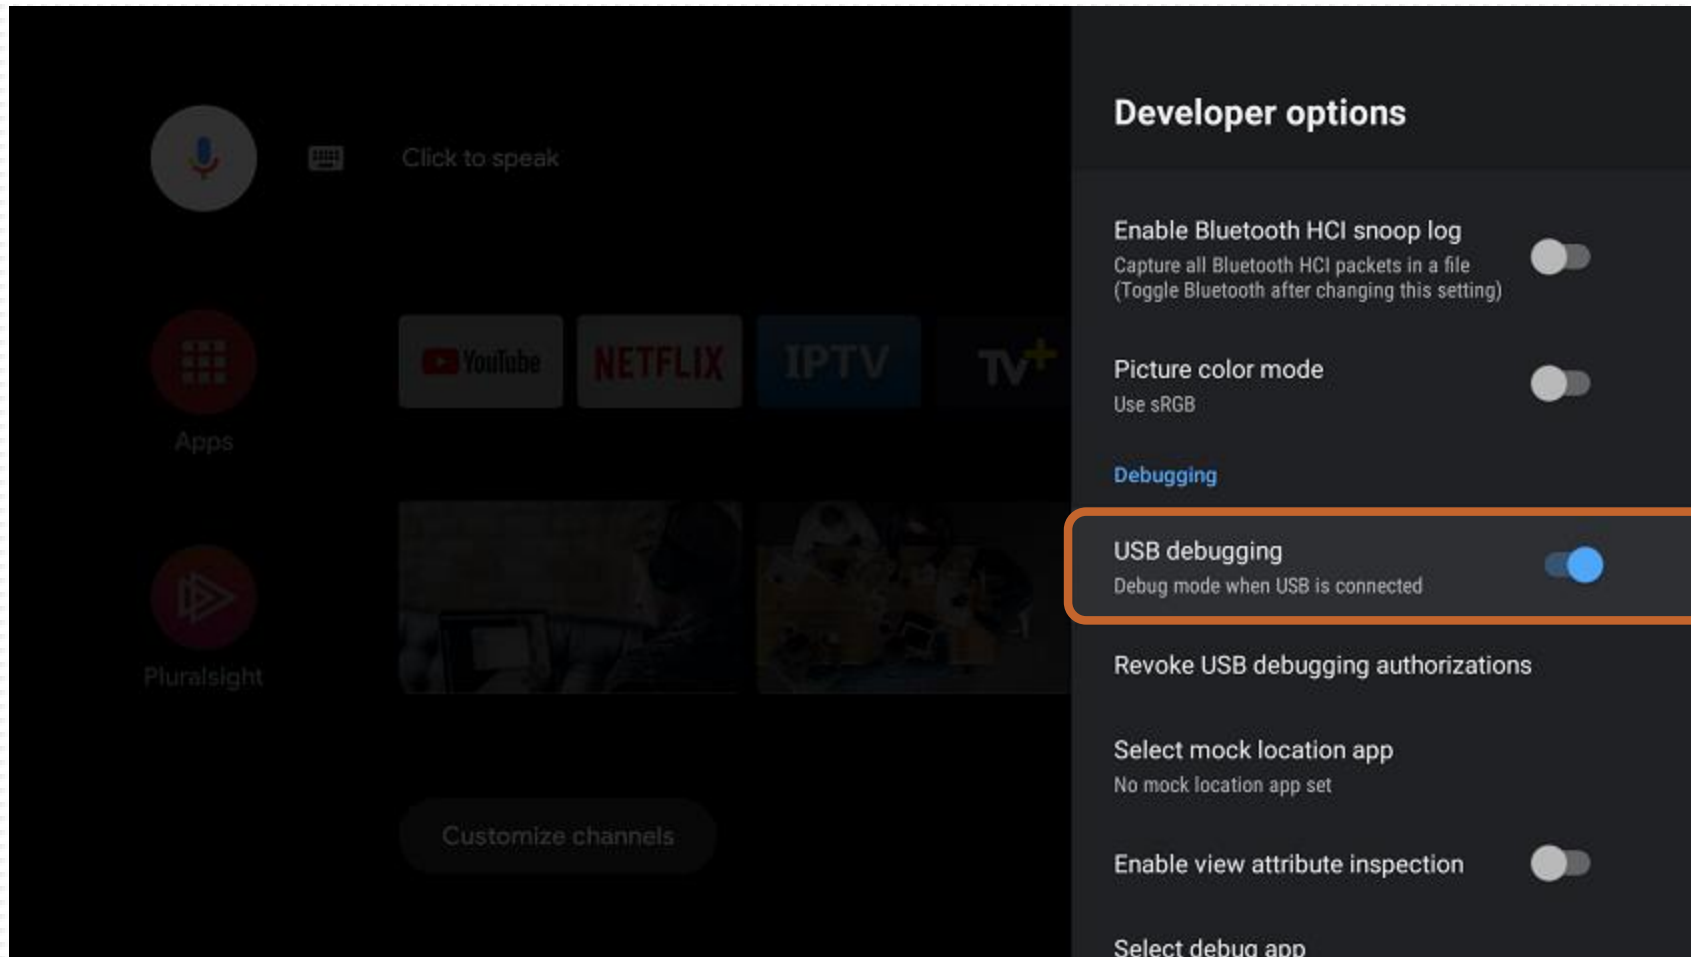 Click to speak
Apps
YouTube
NETFLIX
IPTV
TV+
Pluralsight
Customize channels
Developer options
Enable Bluetooth HCI snoop log
Capture all Bluetooth HCI packets in a file
(Toggle Bluetooth after changing this setting)
Picture color mode
Use sRGB
Debugging
USB debugging
Debug mode when USB is connected
Revoke USB debugging authorizations
Select mock location app
No mock location app set
Enable view attribute inspection
Select debug app